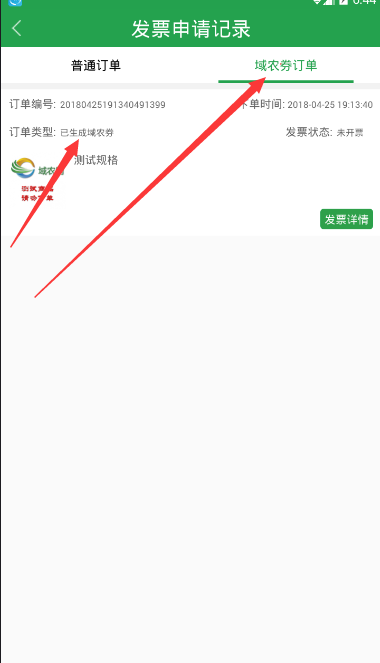 6:44
发票申请记录
普通订单 域农券订单
订单编号: 20180425191340491399 下单时间: 2018-04-25 19:13:40
订单类型: 已生成域农券 发票状态: 未开票
测试规格
域农
发票详情